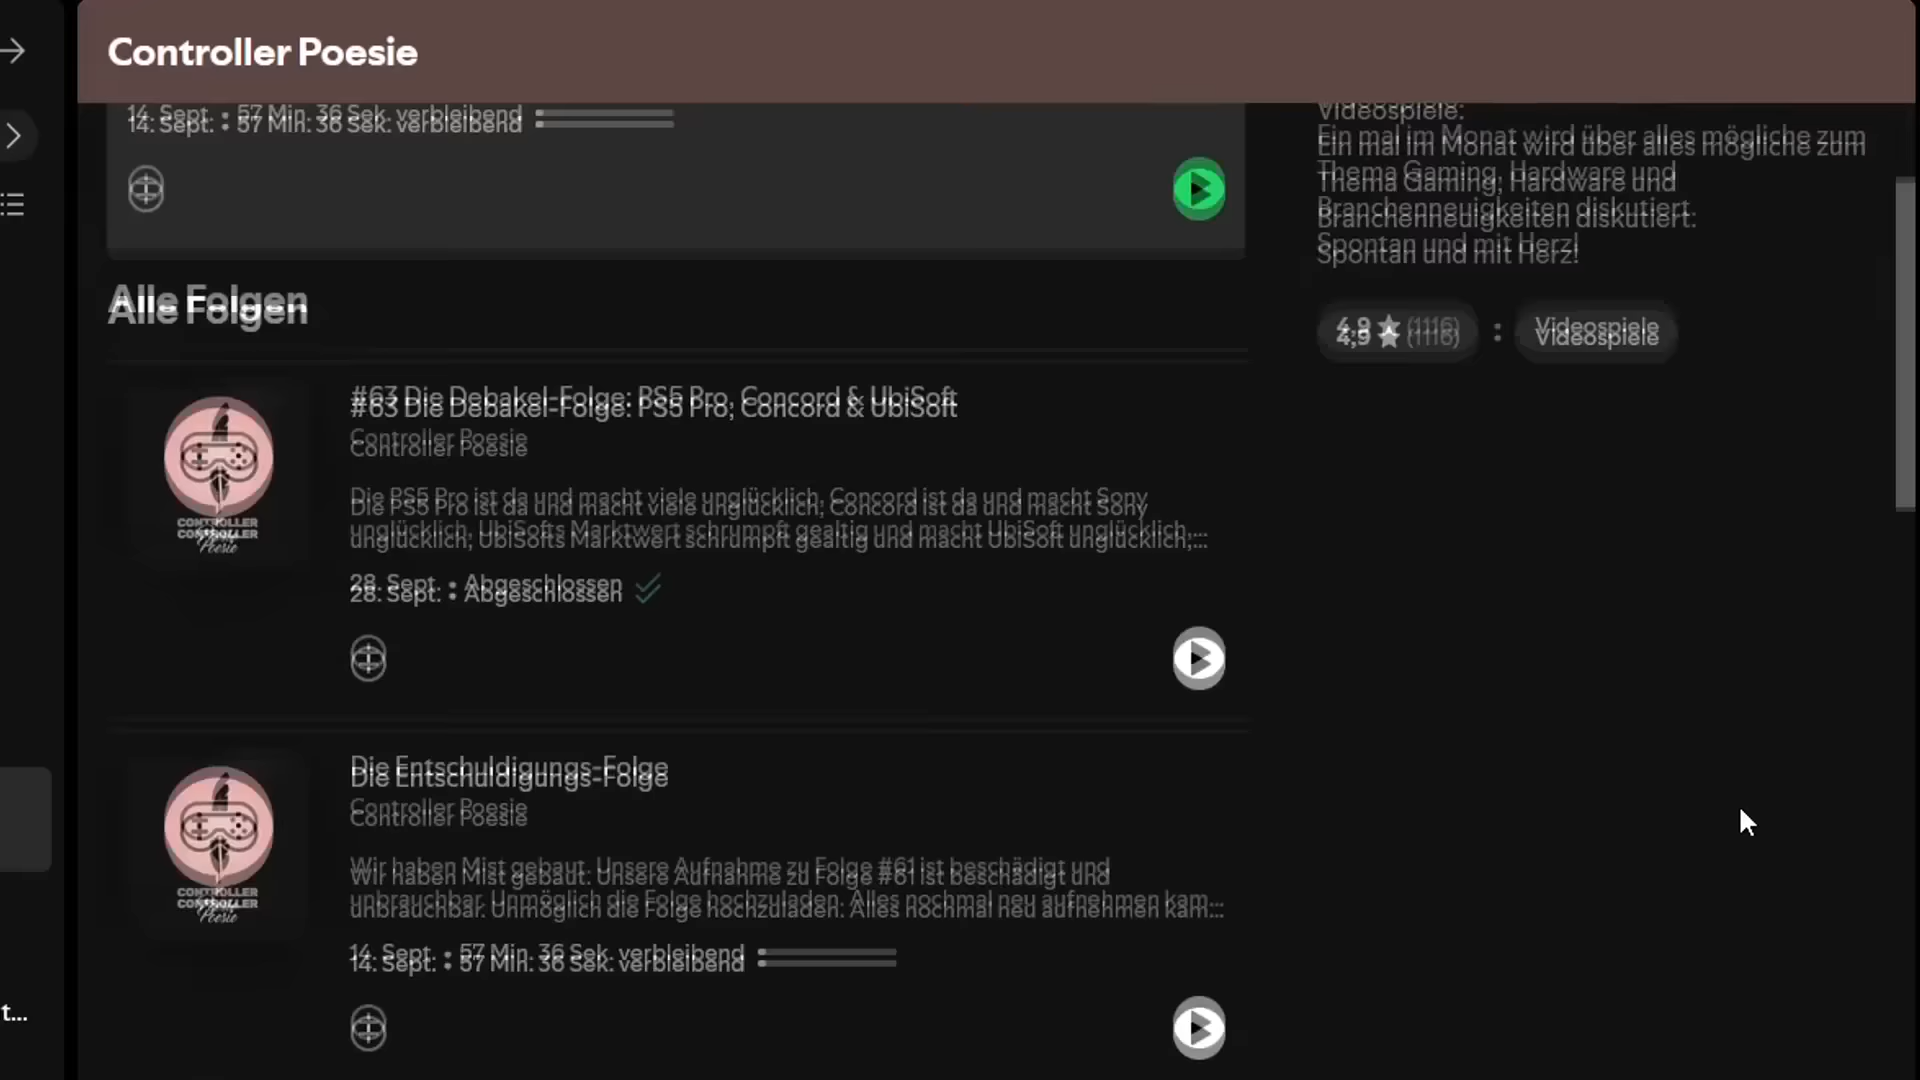 Controller Poesie
14. Sept. • 57 Min. 36 Sek. verbleibend
Alle Folgen
#63 Die Debakel-Folge: PS5 Pro, Concord & UbiSoft
Controller Poesie
Die PS5 Pro ist da und macht viele unglücklich, Concord ist da und macht Sony
unglücklich, UbiSofts Marktwert schrumpft gealtig und macht UbiSoft unglücklich,...
28. Sept. • Abgeschlossen
CONTROLLER
Poesie
Die Entschuldigungs-Folge
Controller Poesie
Wir haben Mist gebaut. Unsere Aufnahme zu Folge #61 ist beschädigt und
unbrauchbar. Unmöglich die Folge hochzuladen. Alles nochmal neu aufnehmen kam...
14. Sept. • 57 Min. 36 Sek. verbleibend
CONTROLLER
Poesie
Videospiele.
Ein mal im Monat wird über alles mögliche zum
Thema Gaming, Hardware und
Branchenneuigkeiten diskutiert.
Spontan und mit Herz!
4,9 ★ (1116) • Videospiele
t...